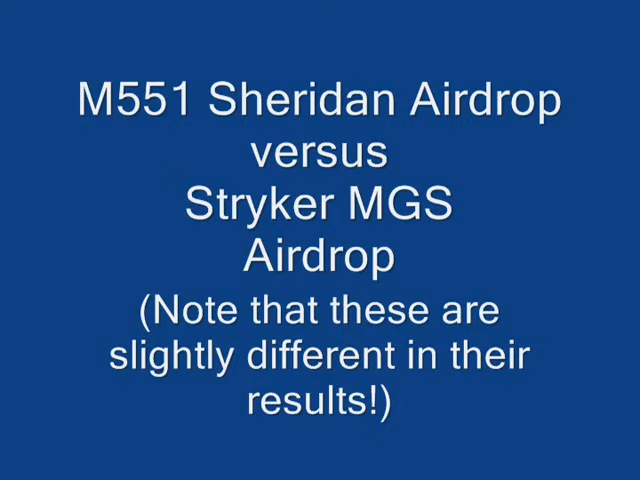 M551 Sheridan Airdrop
versus
Stryker MGS
Airdrop
(Note that these are
slightly different in their
results!)